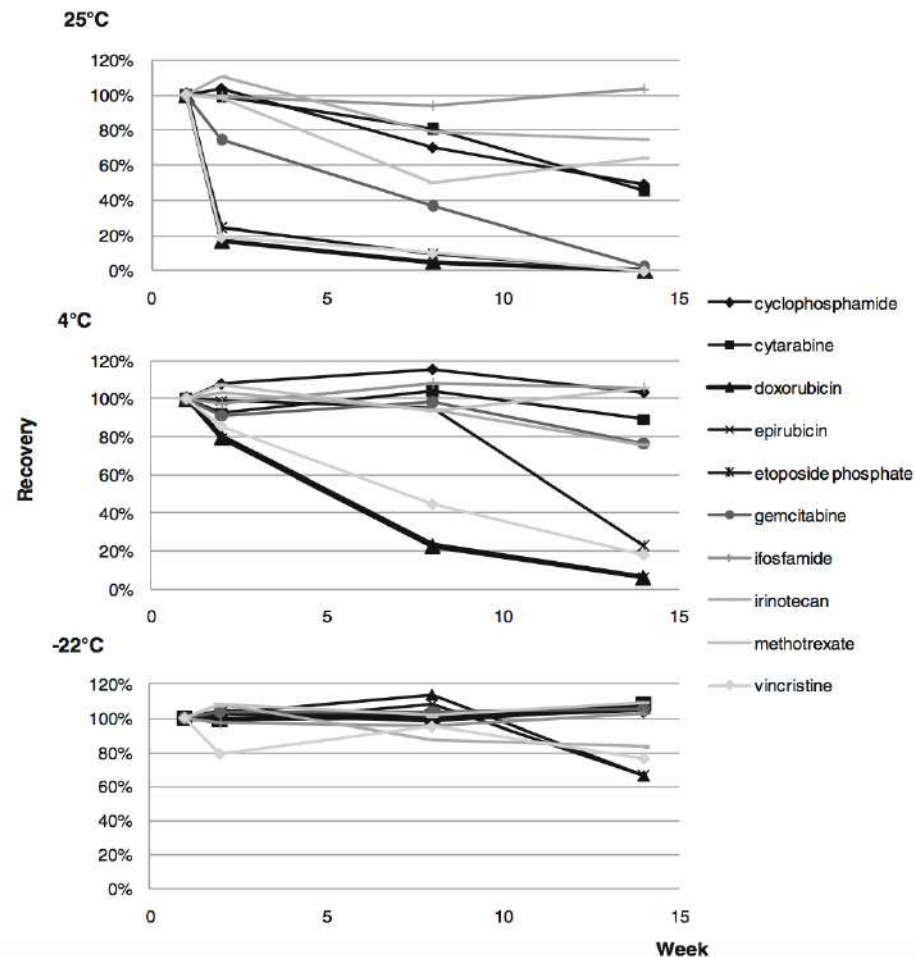 25°C
120%
100%
80%
60%
40%
20%
0%
0 5 10 15
4°C
120%
100%
80%
60%
40%
20%
0%
0 5 10 15
-22°C
120%
100%
80%
60%
40%
20%
0%
0 5 10 15
Recovery
Week
cyclophosphamide
cytarabine
doxorubicin
epirubicin
etoposide phosphate
gemcitabine
ifosfamide
irinotecan
methotrexate
vincristine